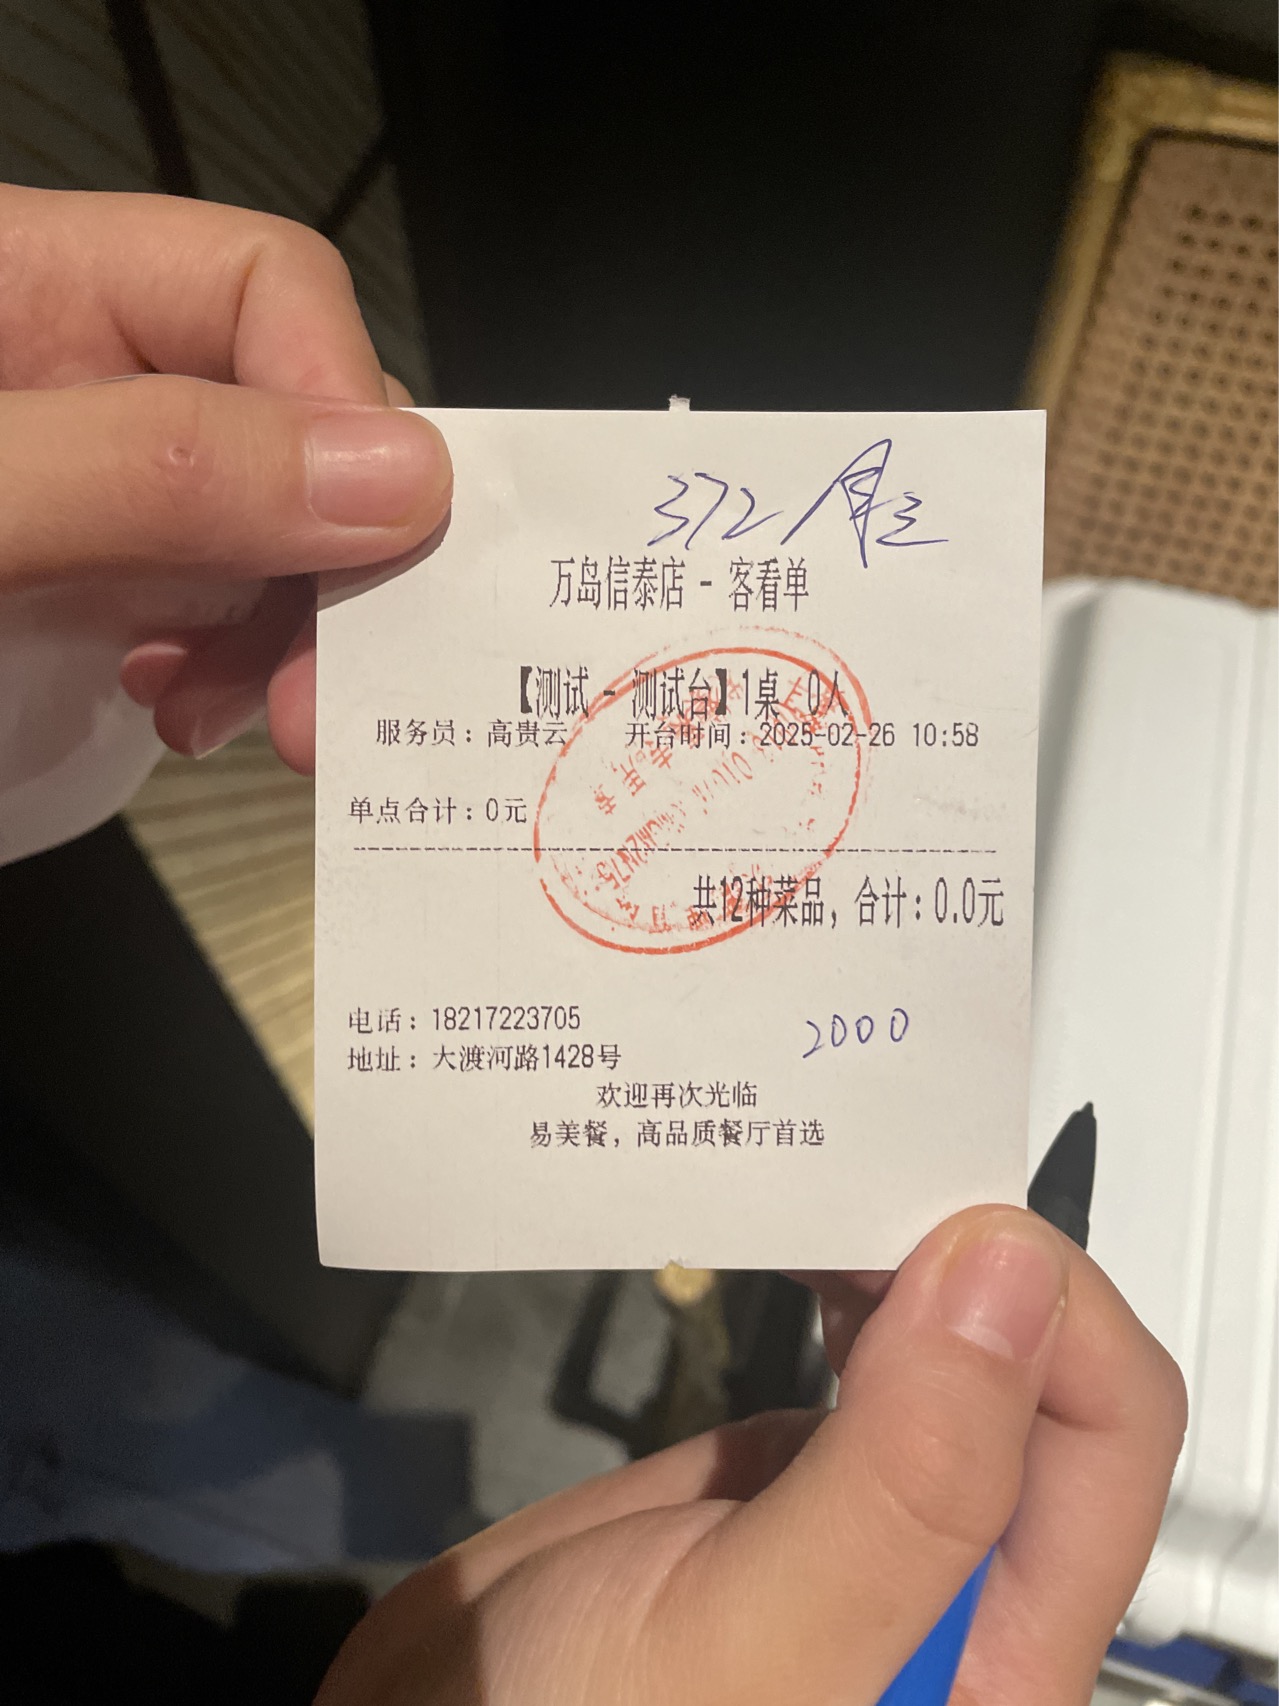 372
万岛信泰店 - 客看单
【测试 - 测试台】1桌 0人
服务员：高贵云 开台时间：2025-02-26 10:58
单点合计：0元
共12种菜品，合计：0.0元
电话：18217223705
2000
地址：大渡河路1428号
欢迎再次光临
易美餐，高品质餐厅首选